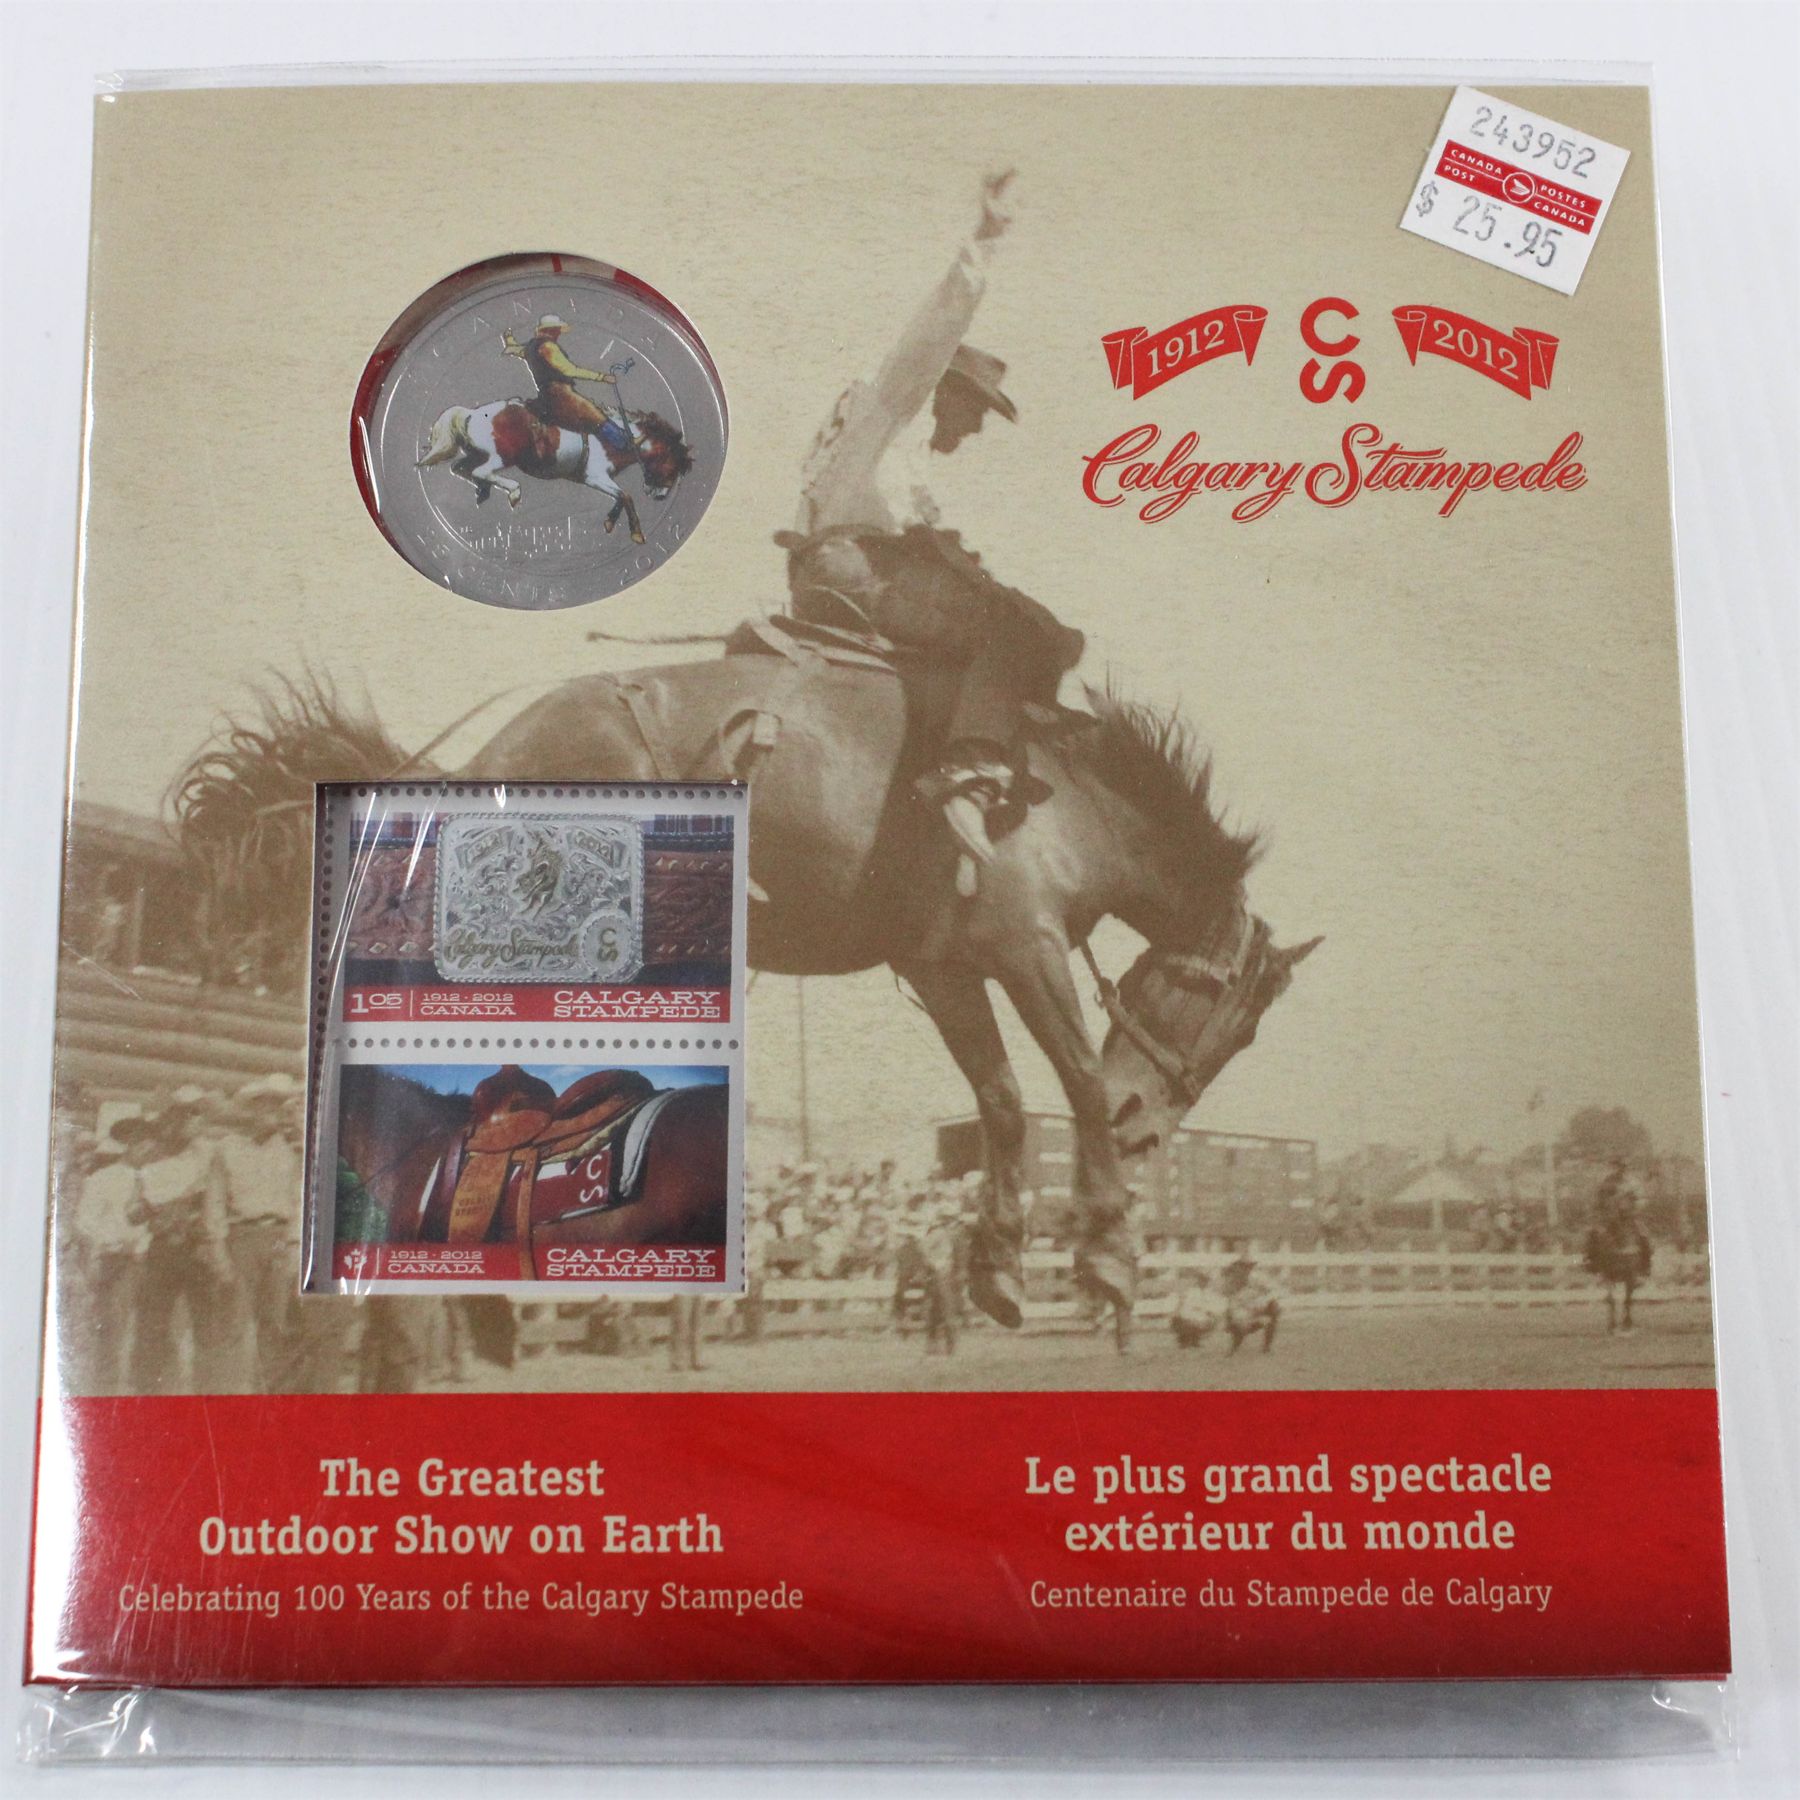 243952
CANADA POST
POSTES CANADA
$ 25.95
1912
CS
2012
Calgary Stampede
CANADA
25 CENTS 2012
1912 2012
Calgary Stampede
CS
1 05
1912 · 2012
CANADA
CALGARY
STAMPEDE
CS
P
1912 · 2012
CANADA
CALGARY
STAMPEDE
The Greatest
Outdoor Show on Earth
Celebrating 100 Years of the Calgary Stampede
Le plus grand spectacle
extérieur du monde
Centenaire du Stampede de Calgary